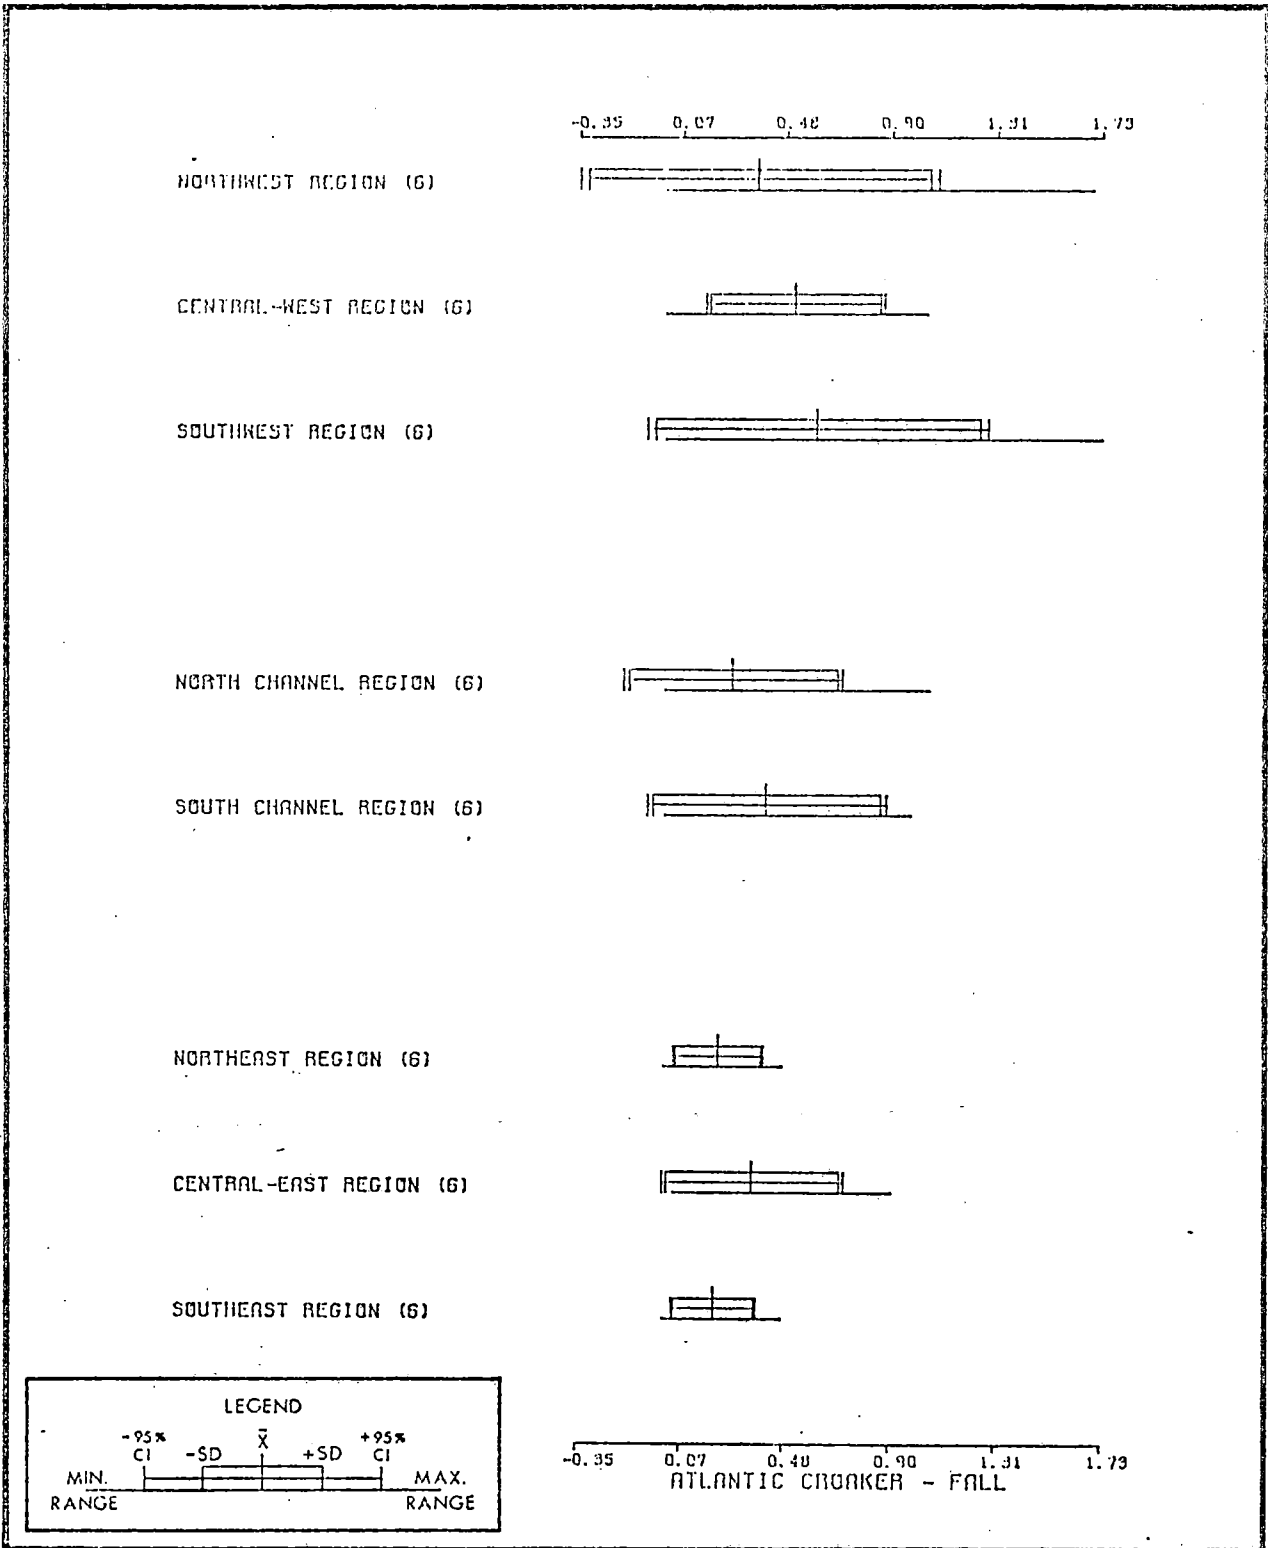 -0.35 0.07 0.48 0.90 1.31 1.73
NORTHWEST REGION (6)
CENTRAL-WEST REGION (6)
SOUTHWEST REGION (6)
NORTH CHANNEL REGION (6)
SOUTH CHANNEL REGION (6)
NORTHEAST REGION (6)
CENTRAL-EAST REGION (6)
SOUTHEAST REGION (6)
LEGEND
-95% CI -SD X̄ +SD +95% CI
MIN. RANGE MAX. RANGE
-0.35 0.07 0.48 0.90 1.31 1.73
ATLANTIC CROAKER - FALL